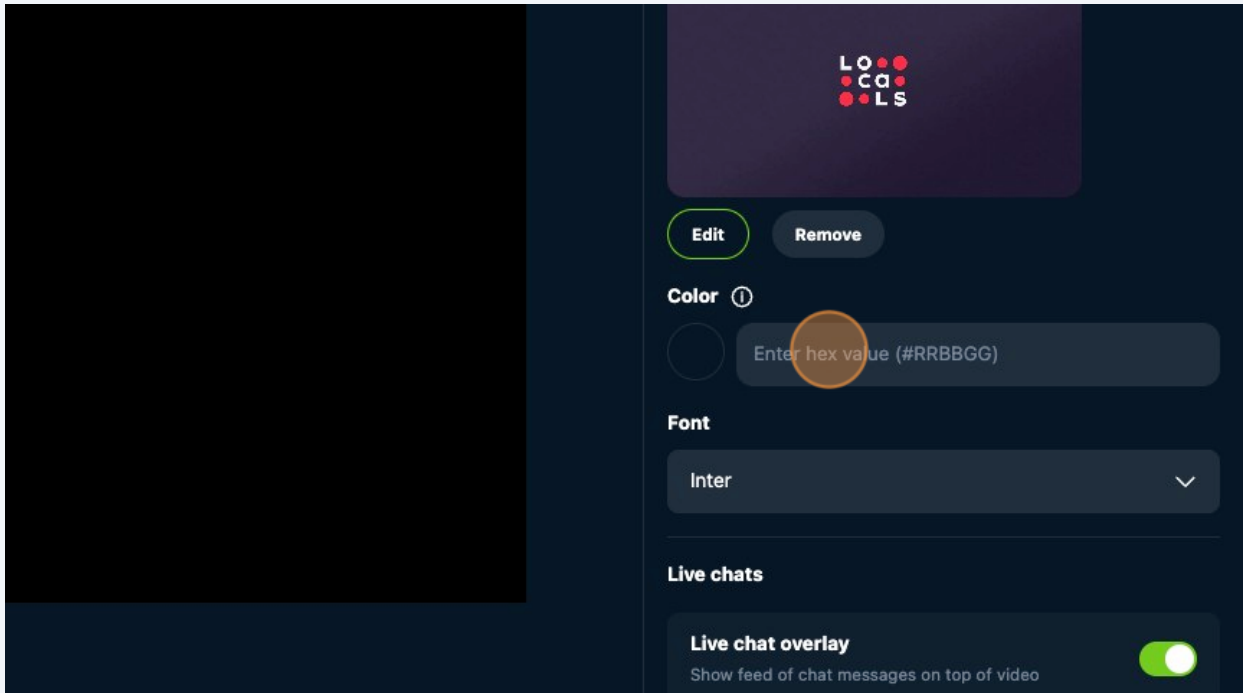 LO
ca
LS
Edit
Remove
Color
Enter hex value (#RRBBGG)
Font
Inter
Live chats
Live chat overlay
Show feed of chat messages on top of video